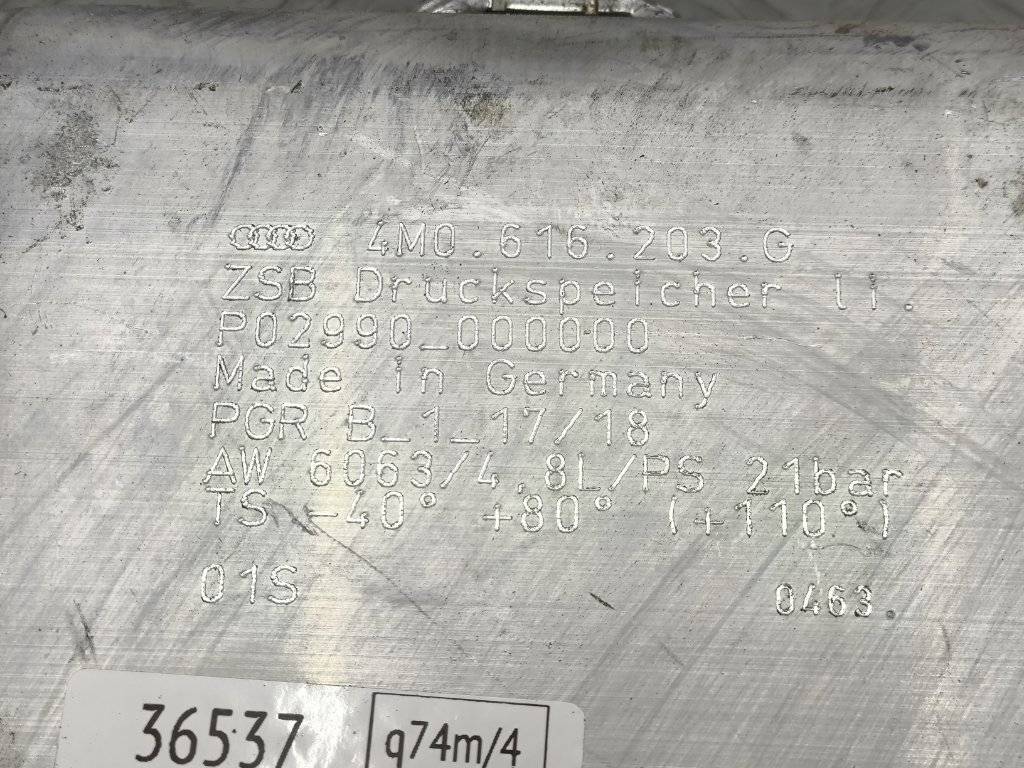 4M0.616.203.G
ZSB Druckspeicher li.
P02990_000000
Made in Germany
PGR B_1_17/18
AW 6063/4,8L/PS 21bar
TS -40° +80° (+110°)
01S
0463.
36537
q74m/4